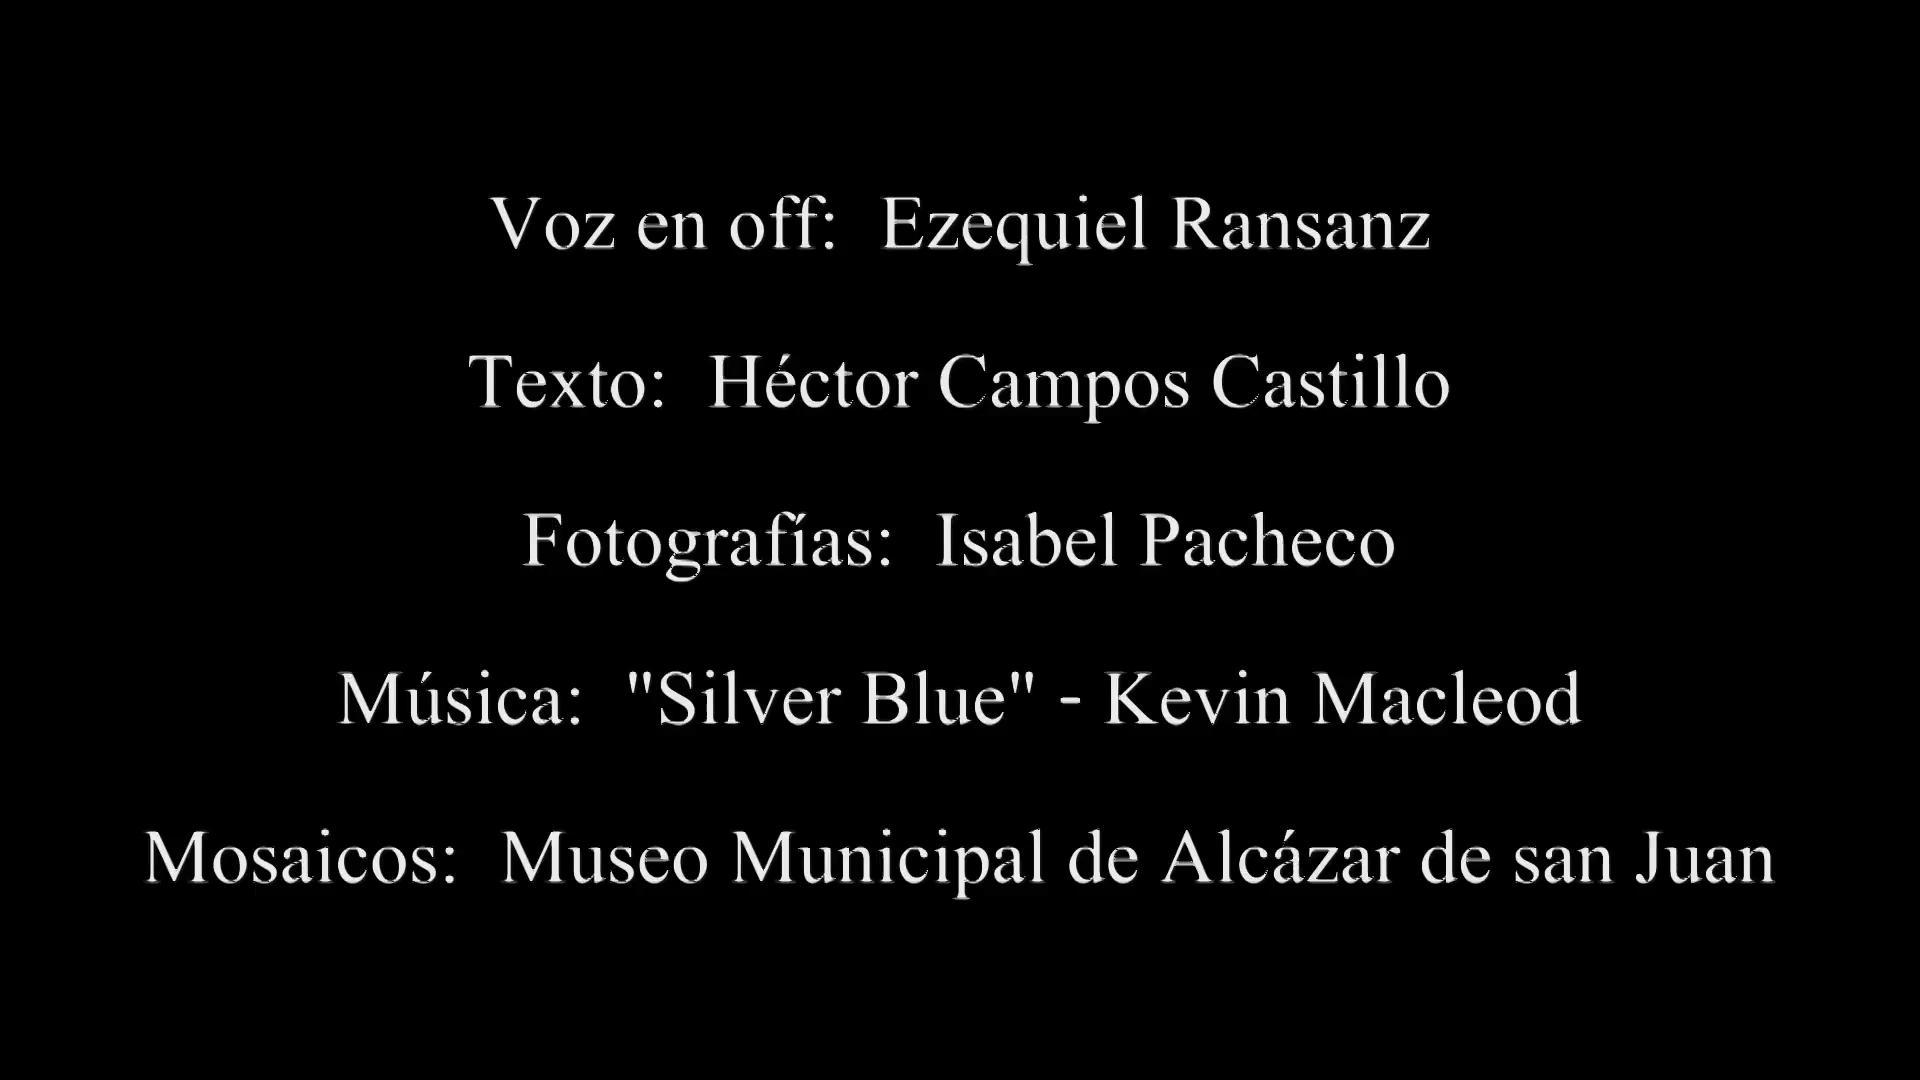 Voz en off:  Ezequiel Ransanz
Texto:  Héctor Campos Castillo
Fotografías:  Isabel Pacheco
Música:  "Silver Blue" - Kevin Macleod
Mosaicos:  Museo Municipal de Alcázar de san Juan